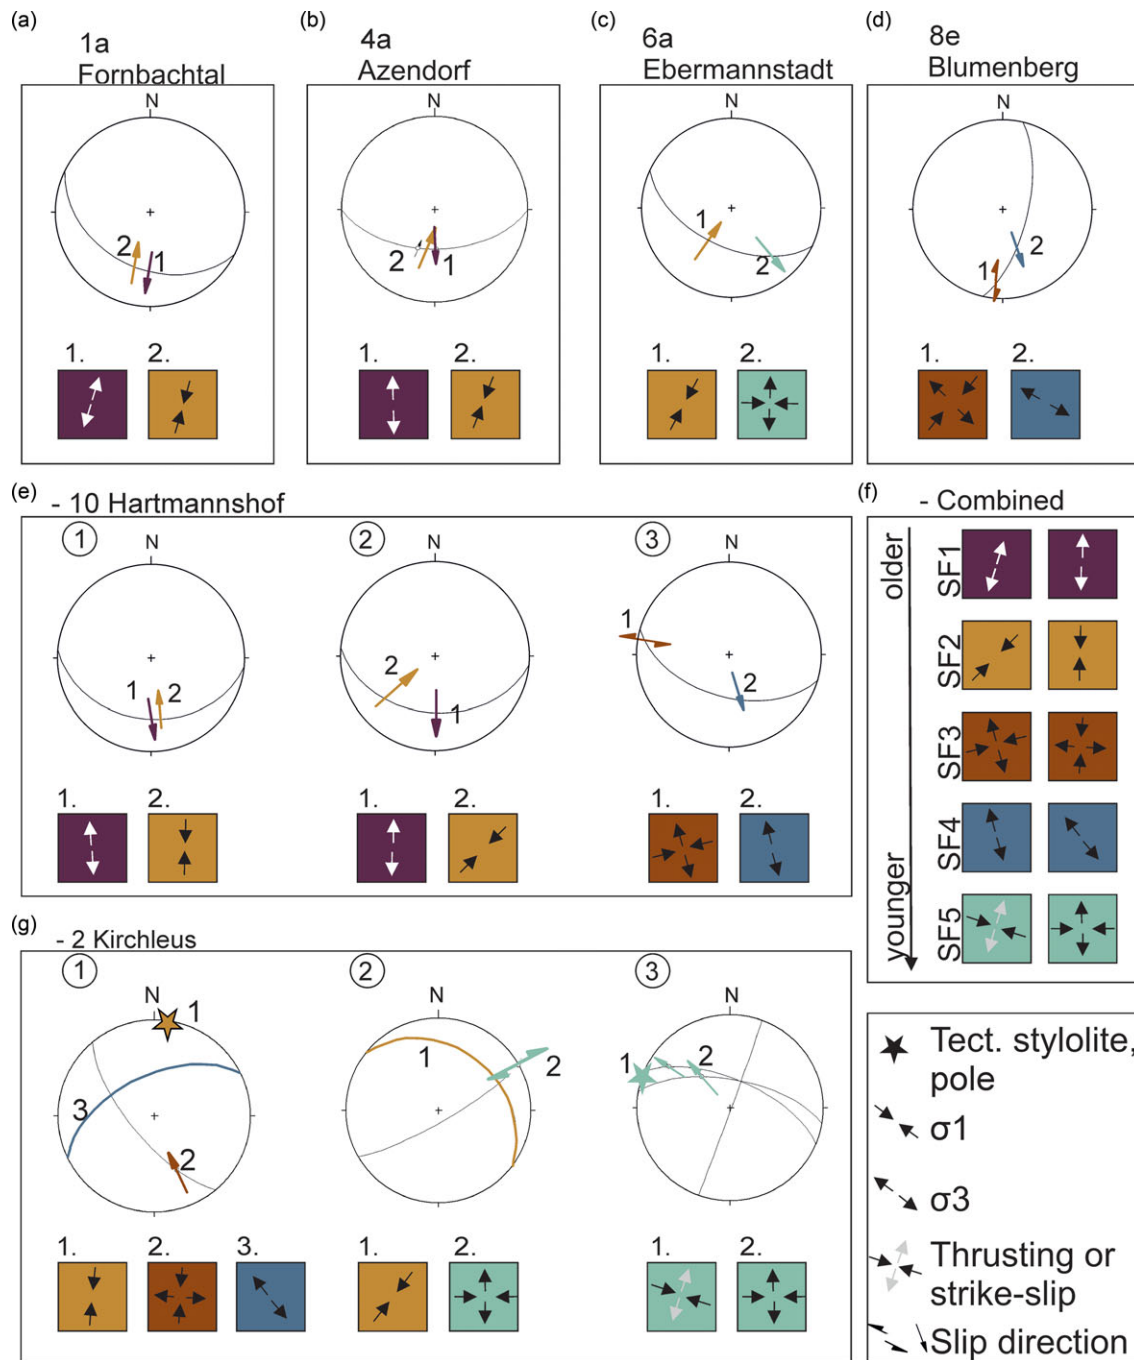 (a)
1a
Fornbachtal
N
2
1
1.
2.
(b)
4a
Azendorf
N
2
1
1.
2.
(c)
6a
Ebermannstadt
N
1
2
1.
2.
(d)
8e
Blumenberg
N
1
2
1.
2.
(e)
- 10 Hartmannshof
1
N
1
2
1.
2.
2
N
2
1
1.
2.
3
N
1
2
1.
2.
(f)
- Combined
older
younger
SF1
SF2
SF3
SF4
SF5
(g)
- 2 Kirchleus
1
N
1
3
2
1.
2.
3.
2
N
1
2
1.
2.
3
N
1
2
1.
2.
Tect. stylolite,
pole
σ1
σ3
Thrusting or
strike-slip
Slip direction